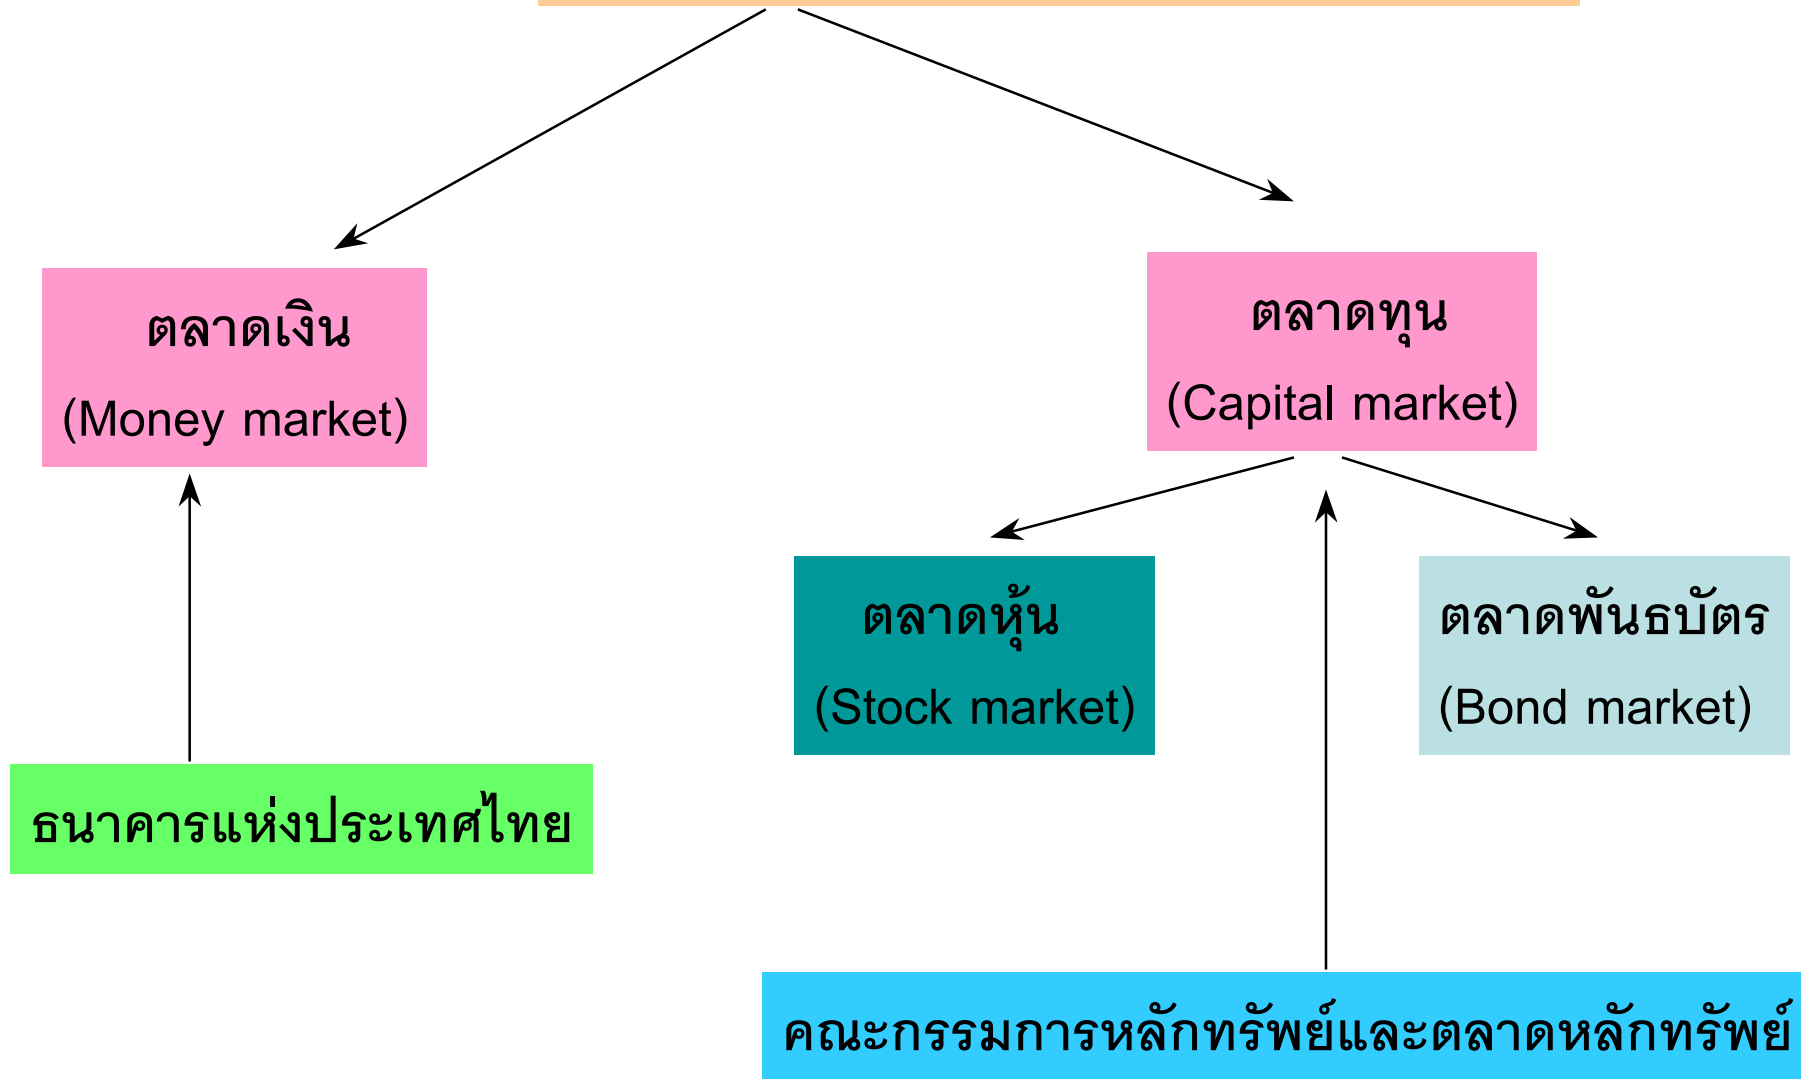 ตลาดเงิน
(Money market)
ตลาดทุน
(Capital market)
ตลาดหุ้น
(Stock market)
ตลาดพันธบัตร
(Bond market)
ธนาคารแห่งประเทศไทย
คณะกรรมการหลักทรัพย์และตลาดหลักทรัพย์